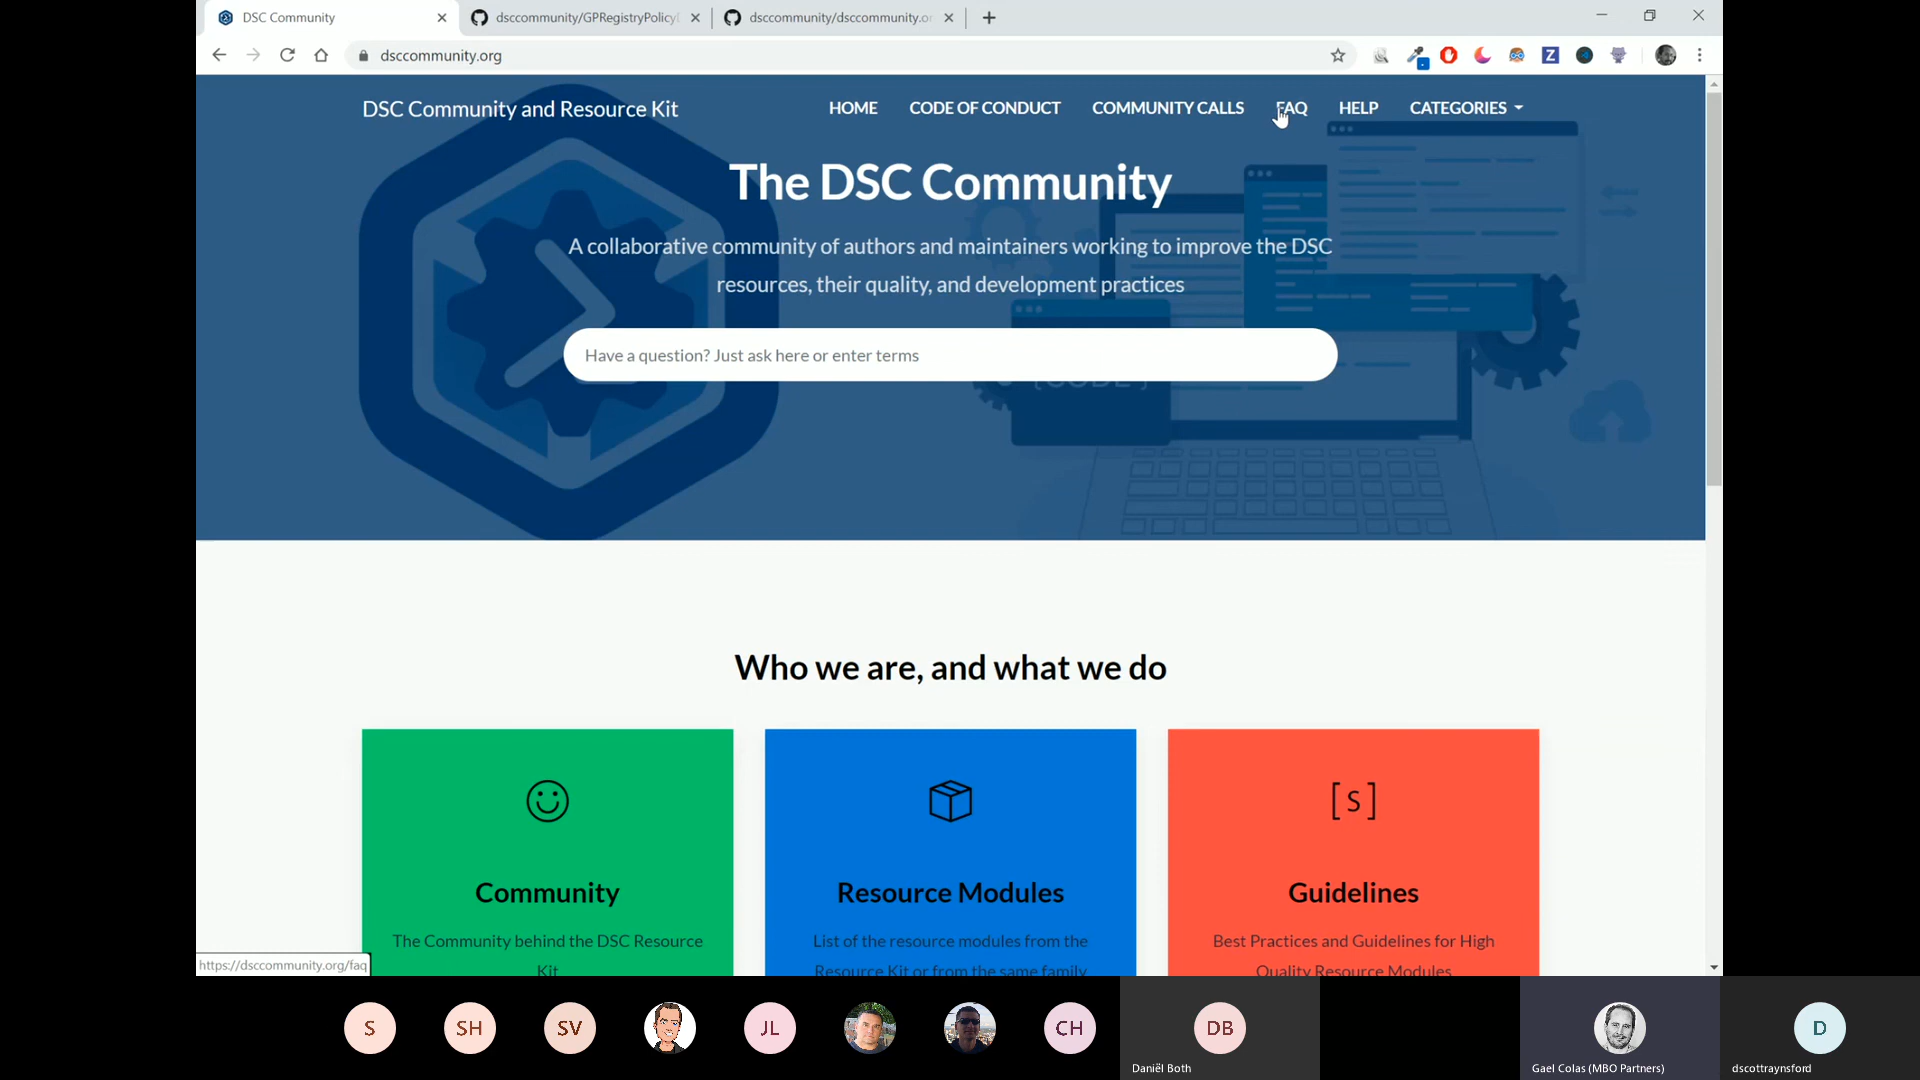 DSC Community
dsccommunity/GPRegistryPolicy
dsccommunity/dsccommunity.or
dsccommunity.org
DSC Community and Resource Kit
HOME
CODE OF CONDUCT
COMMUNITY CALLS
FAQ
HELP
CATEGORIES
The DSC Community
A collaborative community of authors and maintainers working to improve the DSC
resources, their quality, and development practices
Have a question? Just ask here or enter terms
{CODE}
Who we are, and what we do
[S]
Community
Resource Modules
Guidelines
The Community behind the DSC Resource
Kit
List of the resource modules from the
Resource Kit or from the same family
Best Practices and Guidelines for High
Quality Resource Modules
https://dsccommunity.org/faq
S
SH
SV
JL
CH
DB
D
Daniël Both
Gael Colas (MBO Partners)
dscottraynsford